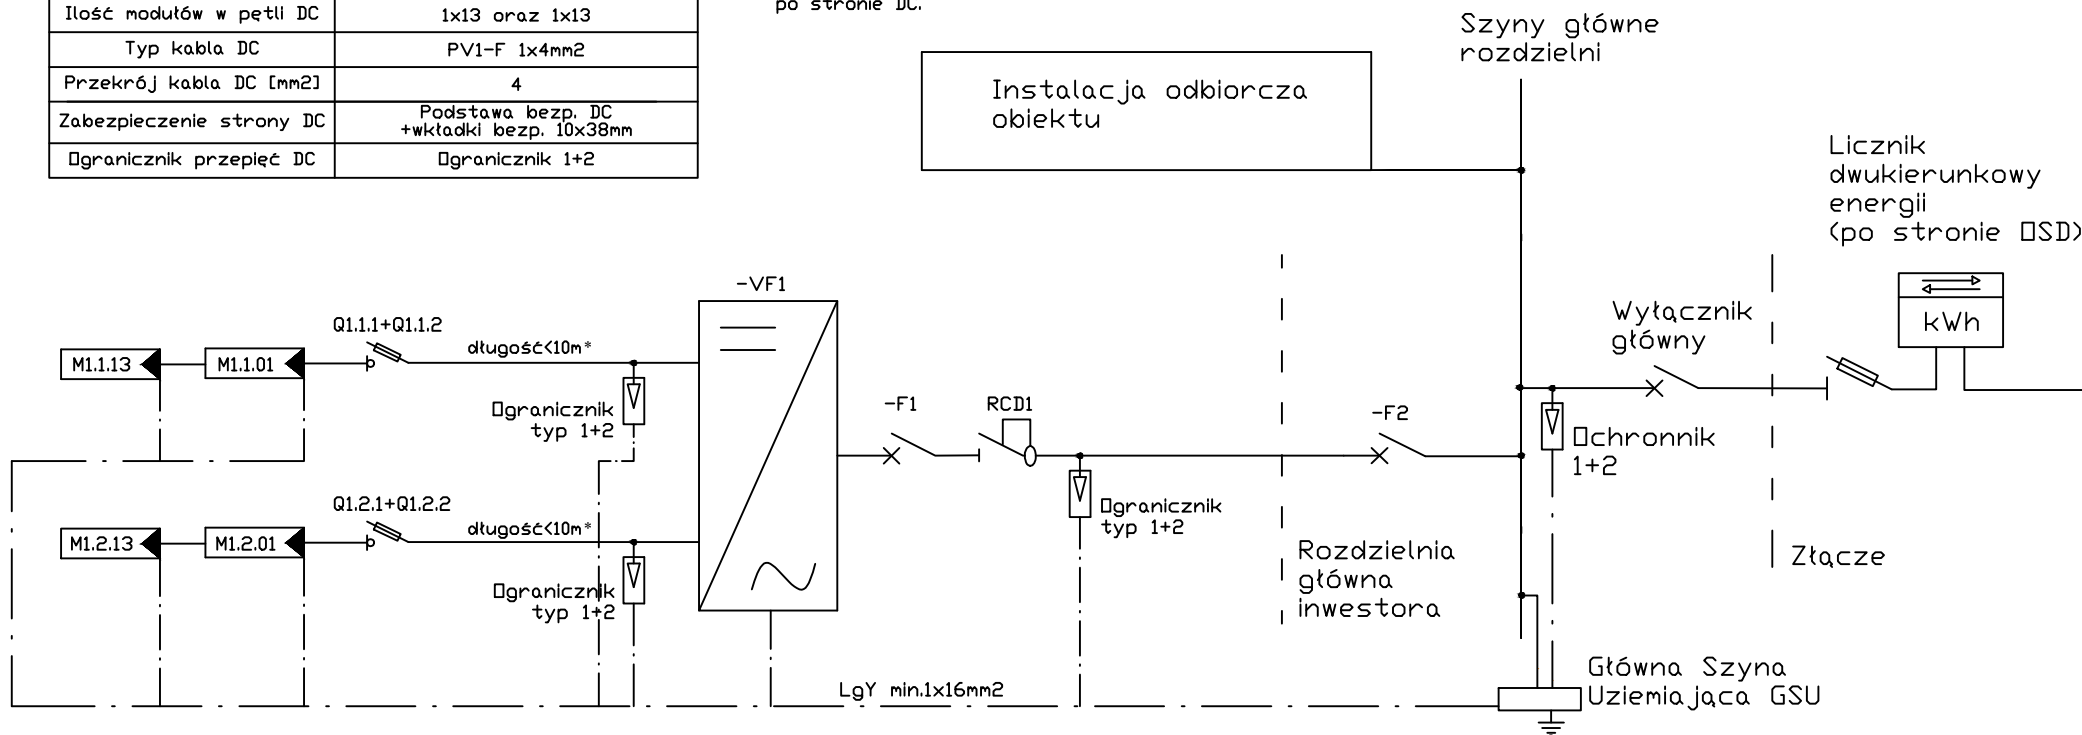 Ilość modułów w pętli DC 1x13 oraz 1x13
Typ kabla DC PV1-F 1x4mm2
Przekrój kabla DC [mm2] 4
Zabezpieczenie strony DC Podstawa bezp. DC
+wkładki bezp. 10x38mm
Ogranicznik przepięć DC Ogranicznik 1+2
po stronie DC.
Szyny główne
rozdzielni
Instalacja odbiorcza
obiektu
Licznik
dwukierunkowy
energii
(po stronie OSD)
kWh
Wyłącznik
główny
-VF1
Q1.1.1+Q1.1.2
długość<10m*
M1.1.13
M1.1.01
Ogranicznik
typ 1+2
-F1
RCD1
-F2
Ochronnik
1+2
Q1.2.1+Q1.2.2
długość<10m*
M1.2.13
M1.2.01
Ogranicznik
typ 1+2
Ogranicznik
typ 1+2
Rozdzielnia
główna
inwestora
Złącze
LgY min.1x16mm2
Główna Szyna
Uziemiająca GSU